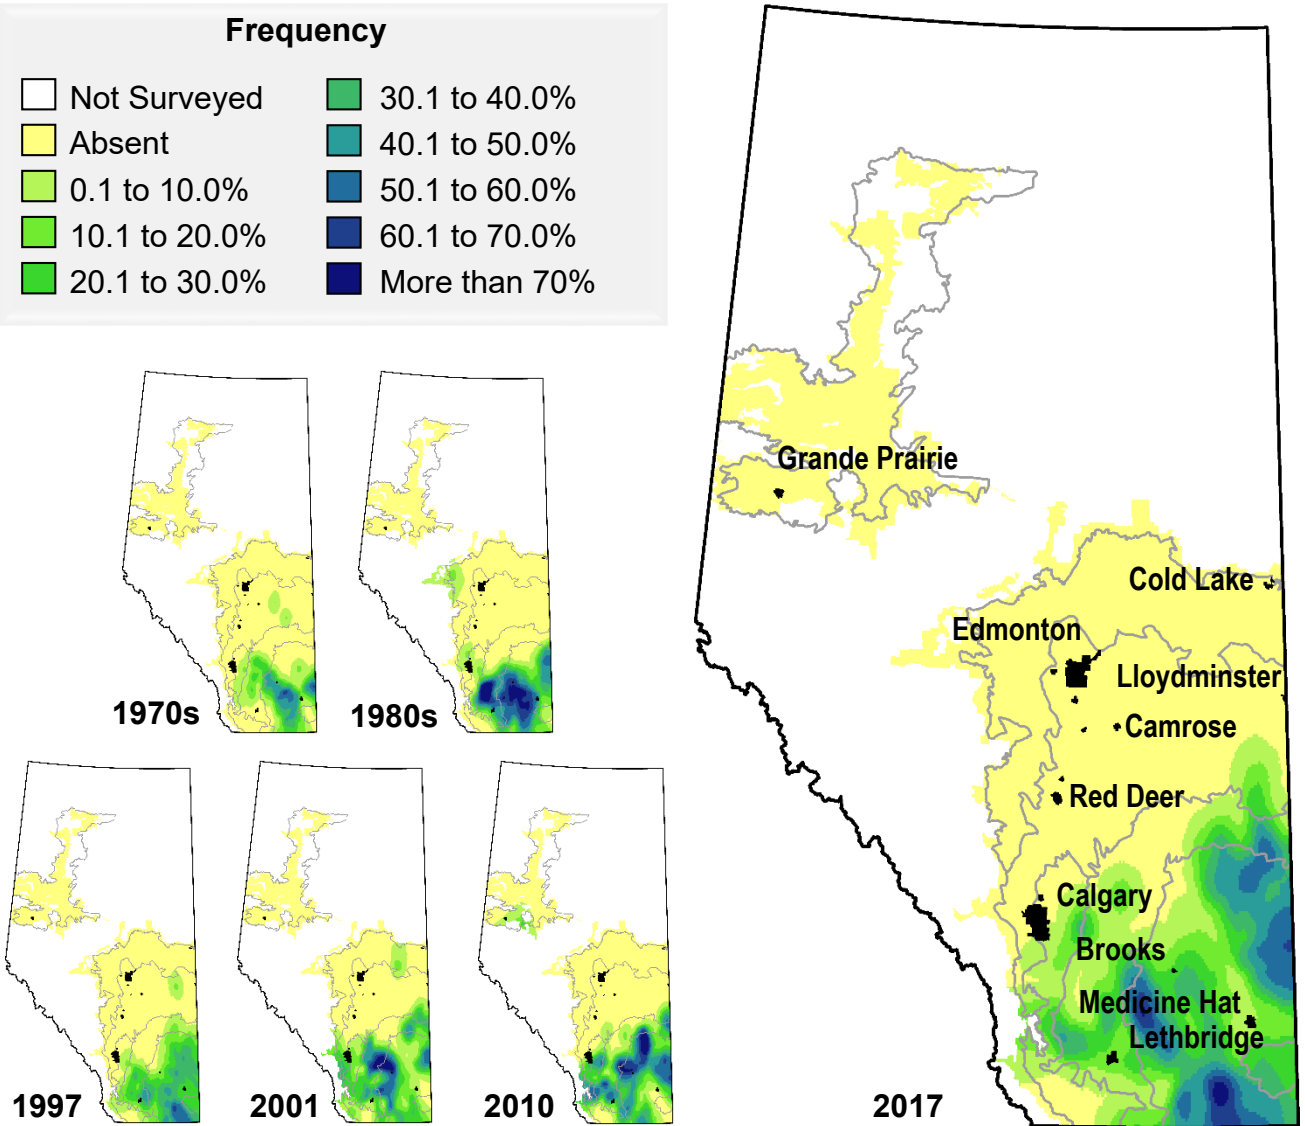 Frequency
Not Surveyed
Absent
0.1 to 10.0%
10.1 to 20.0%
20.1 to 30.0%
30.1 to 40.0%
40.1 to 50.0%
50.1 to 60.0%
60.1 to 70.0%
More than 70%
1970s
1980s
1997
2001
2010
2017
Grande Prairie
Cold Lake
Edmonton
Lloydminster
Camrose
Red Deer
Calgary
Brooks
Medicine Hat
Lethbridge